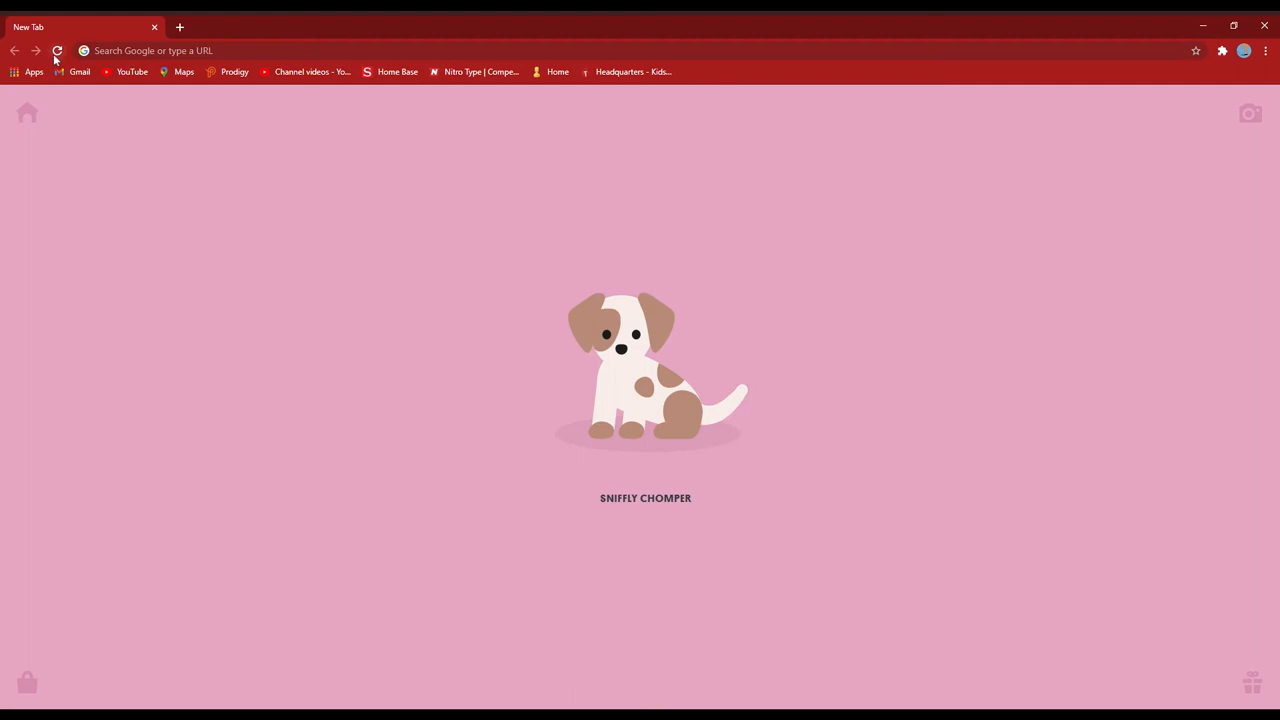 New Tab
Search Google or type a URL
Apps Gmail YouTube Maps Prodigy Channel videos - Yo... Home Base Nitro Type | Compe... Home Headquarters - Kids...
SNIFFLY CHOMPER